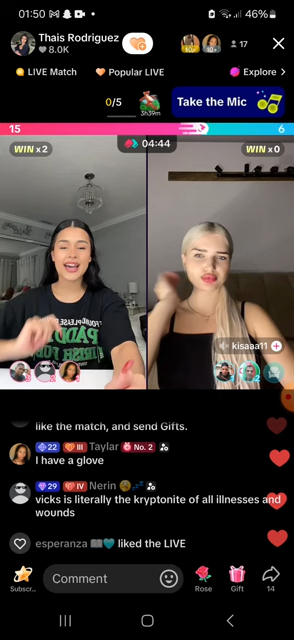 01:50
46%
Thais Rodriguez
8.0K
17
LIVE Match
Popular LIVE
Explore >
0/5
3h39m
Take the Mic
15
6
WIN x2
04:44
WIN x0
kisaaa11
like the match, and send Gifts.
22 III Taylar No. 2
I have a glove
29 IV Nerin
vicks is literally the kryptonite of all illnesses and
wounds
esperanza liked the LIVE
Subscr...
Comment
Rose
Gift
14